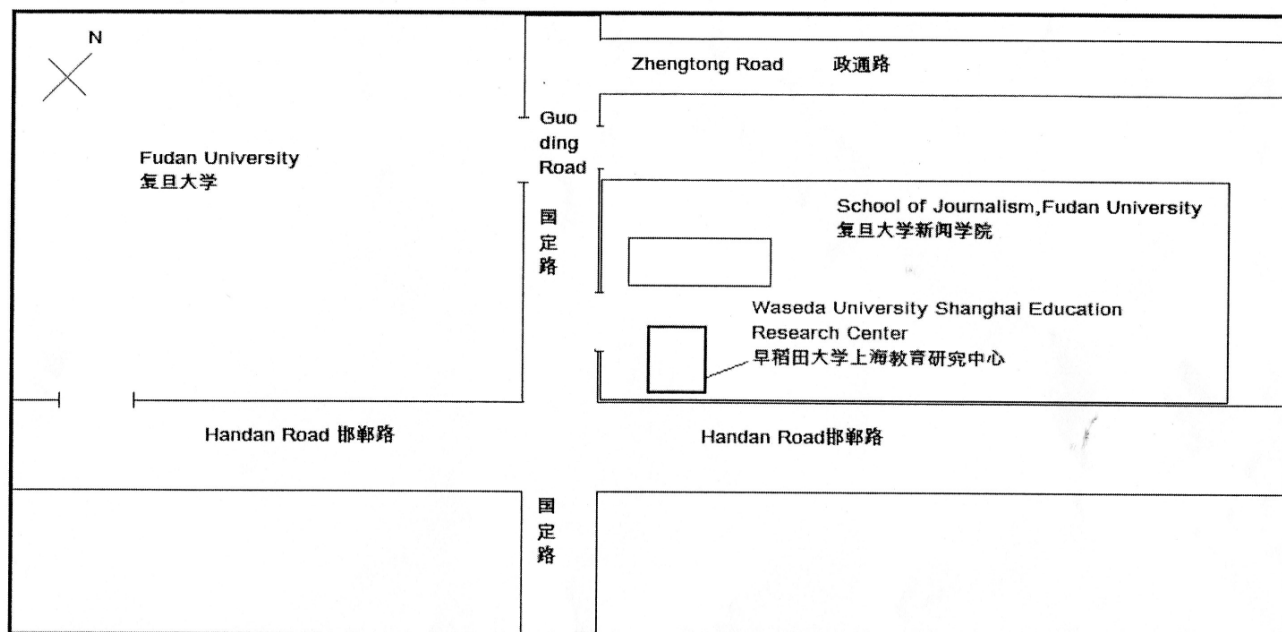 N
Zhengtong Road 政通路
Guo
ding
Road
Fudan University
复旦大学
国
定
路
School of Journalism,Fudan University
复旦大学新闻学院
Waseda University Shanghai Education
Research Center
早稻田大学上海教育研究中心
Handan Road 邯郸路
Handan Road邯郸路
国
定
路